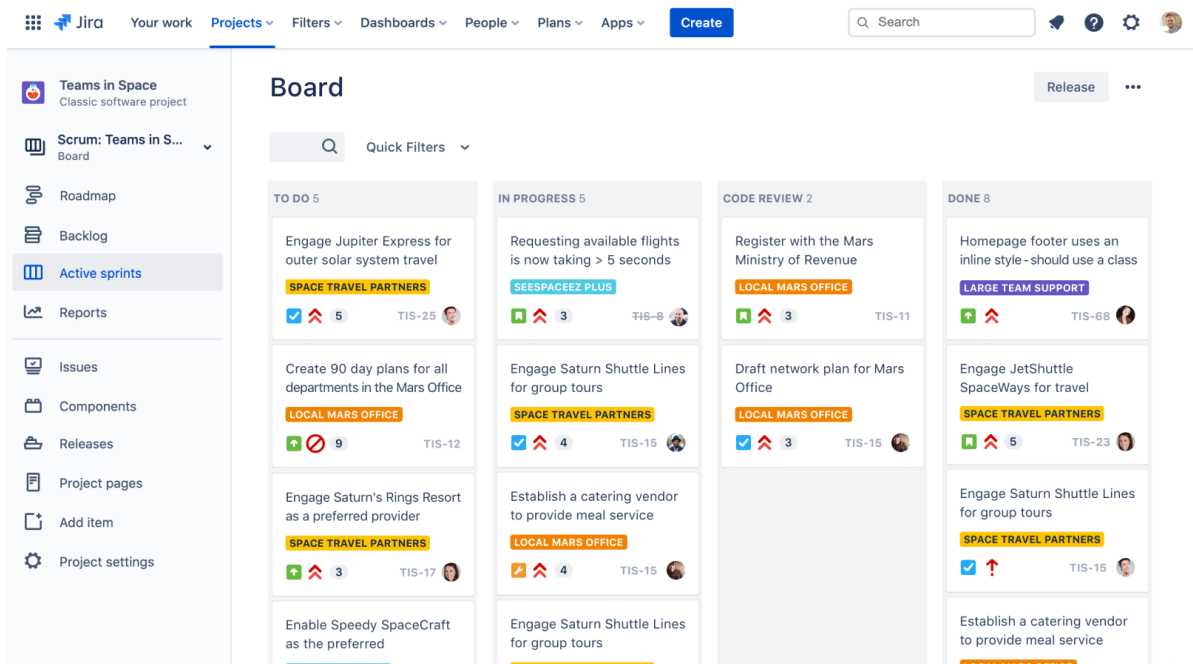 Jira
Your work
Projects
Filters
Dashboards
People
Plans
Apps
Create
Search
Teams in Space
Classic software project
Scrum: Teams in S...
Board
Roadmap
Backlog
Active sprints
Reports
Issues
Components
Releases
Project pages
Add item
Project settings
Board
Release
Quick Filters
TO DO 5
Engage Jupiter Express for
outer solar system travel
SPACE TRAVEL PARTNERS
5 TIS-25
Create 90 day plans for all
departments in the Mars Office
LOCAL MARS OFFICE
9 TIS-12
Engage Saturn's Rings Resort
as a preferred provider
SPACE TRAVEL PARTNERS
3 TIS-17
Enable Speedy SpaceCraft
as the preferred
IN PROGRESS 5
Requesting available flights
is now taking > 5 seconds
SEESPACEEZ PLUS
3 TIS-8
Engage Saturn Shuttle Lines
for group tours
SPACE TRAVEL PARTNERS
4 TIS-15
Establish a catering vendor
to provide meal service
LOCAL MARS OFFICE
4 TIS-15
Engage Saturn Shuttle Lines
for group tours
CODE REVIEW 2
Register with the Mars
Ministry of Revenue
LOCAL MARS OFFICE
3 TIS-11
Draft network plan for Mars
Office
LOCAL MARS OFFICE
3 TIS-15
DONE 8
Homepage footer uses an
inline style-should use a class
LARGE TEAM SUPPORT
TIS-68
Engage JetShuttle
SpaceWays for travel
SPACE TRAVEL PARTNERS
5 TIS-23
Engage Saturn Shuttle Lines
for group tours
SPACE TRAVEL PARTNERS
TIS-15
Establish a catering vendor
to provide meal service